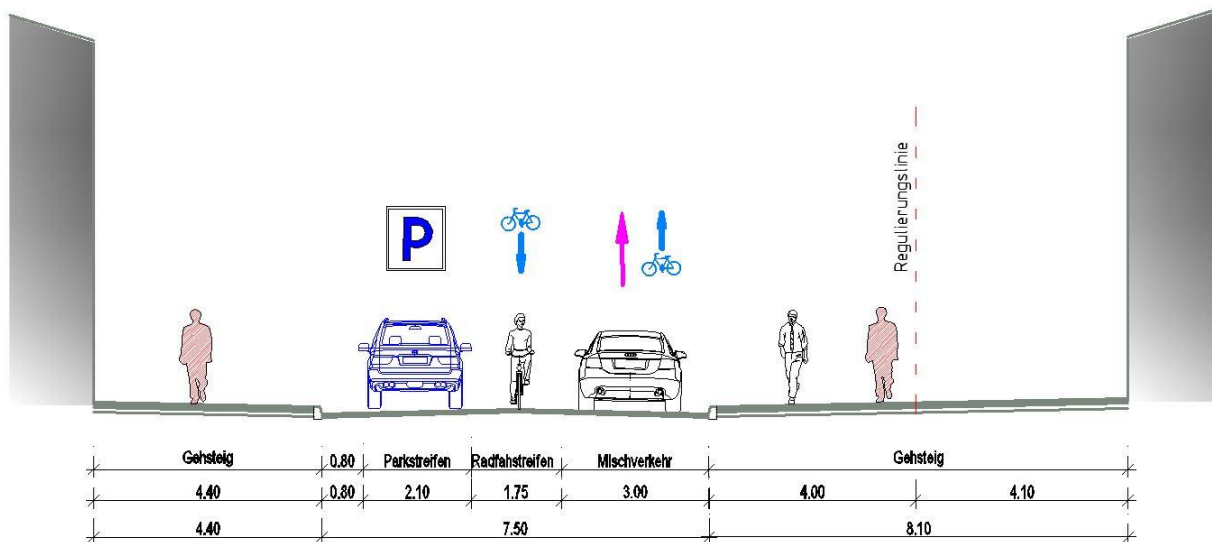 P
Regulierungslinie
Gehsteig 0.80 Parkstreifen Radfahstreifen Mischverkehr Gehsteig
4.40 0.80 2.10 1.75 3.00 4.00 4.10
4.40 7.50 8.10